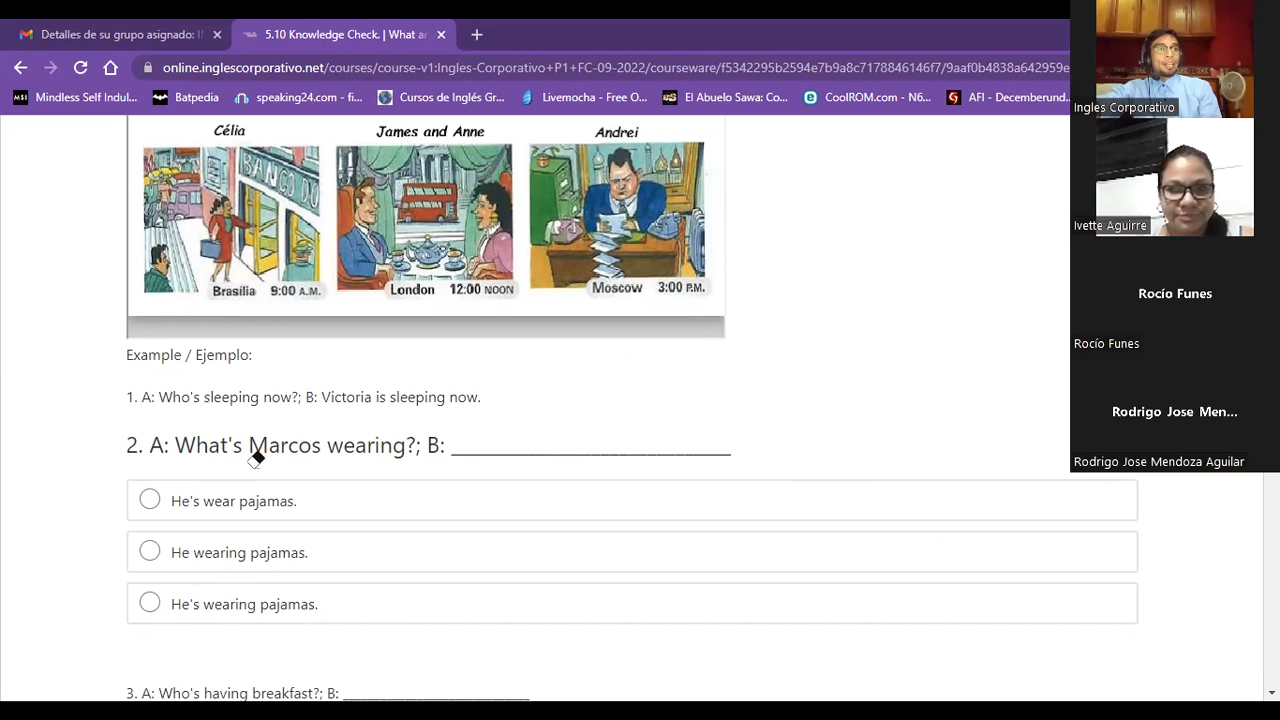 Detalles de su grupo asignado: I
5.10 Knowledge Check. | What ar
online.inglescorporativo.net/courses/course-v1:Ingles-Corporativo+P1+FC-09-2022/courseware/f5342295b2594e7b9a8c7178846146f7/9aaf0b4838a642959e
Mindless Self Indul... Batpedia speaking24.com - fi... Cursos de Inglés Gr... Livemocha - Free O... El Abuelo Sawa: Co... CoolROM.com - N6... AFI - Decemberund...
Ingles Corporativo
Ivette Aguirre
Rocío Funes
Rocío Funes
Rodrigo Jose Men...
Rodrigo Jose Mendoza Aguilar
Célia James and Anne Andrei
BANCO DO
Brasília 9:00 A.M. London 12:00 NOON Moscow 3:00 P.M.
Example / Ejemplo:
1. A: Who's sleeping now?; B: Victoria is sleeping now.
2. A: What's Marcos wearing?; B: ____________________________
He's wear pajamas.
He wearing pajamas.
He's wearing pajamas.
3. A: Who's having breakfast?; B: ____________________________